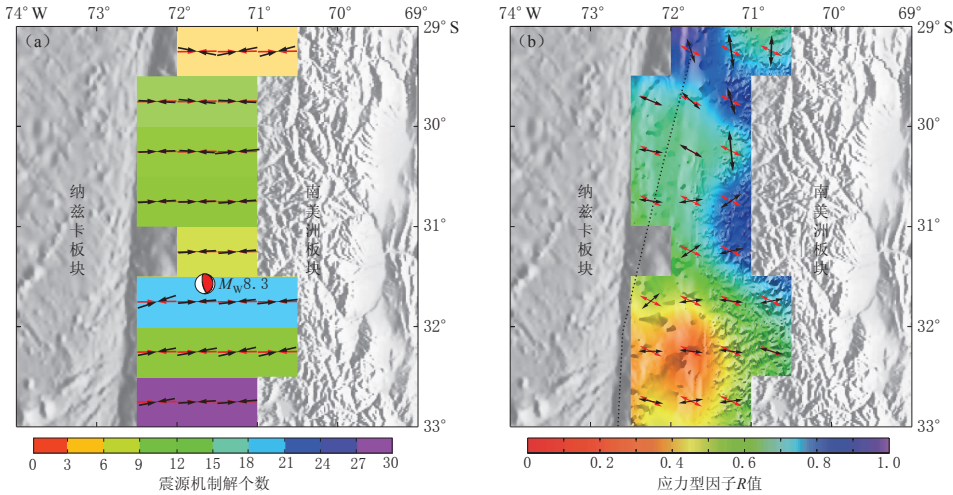 74° W 73° 72° 71° 70° 69°
74° W 73° 72° 71° 70° 69°
29° S
29° S
(a)
(b)
30°
30°
纳兹卡板块
南美洲板块
纳兹卡板块
南美洲板块
31°
31°
Mw8.3
32°
32°
33°
33°
0 3 6 9 12 15 18 21 24 27 30
震源机制解个数
0 0.2 0.4 0.6 0.8 1.0
应力型因子R值